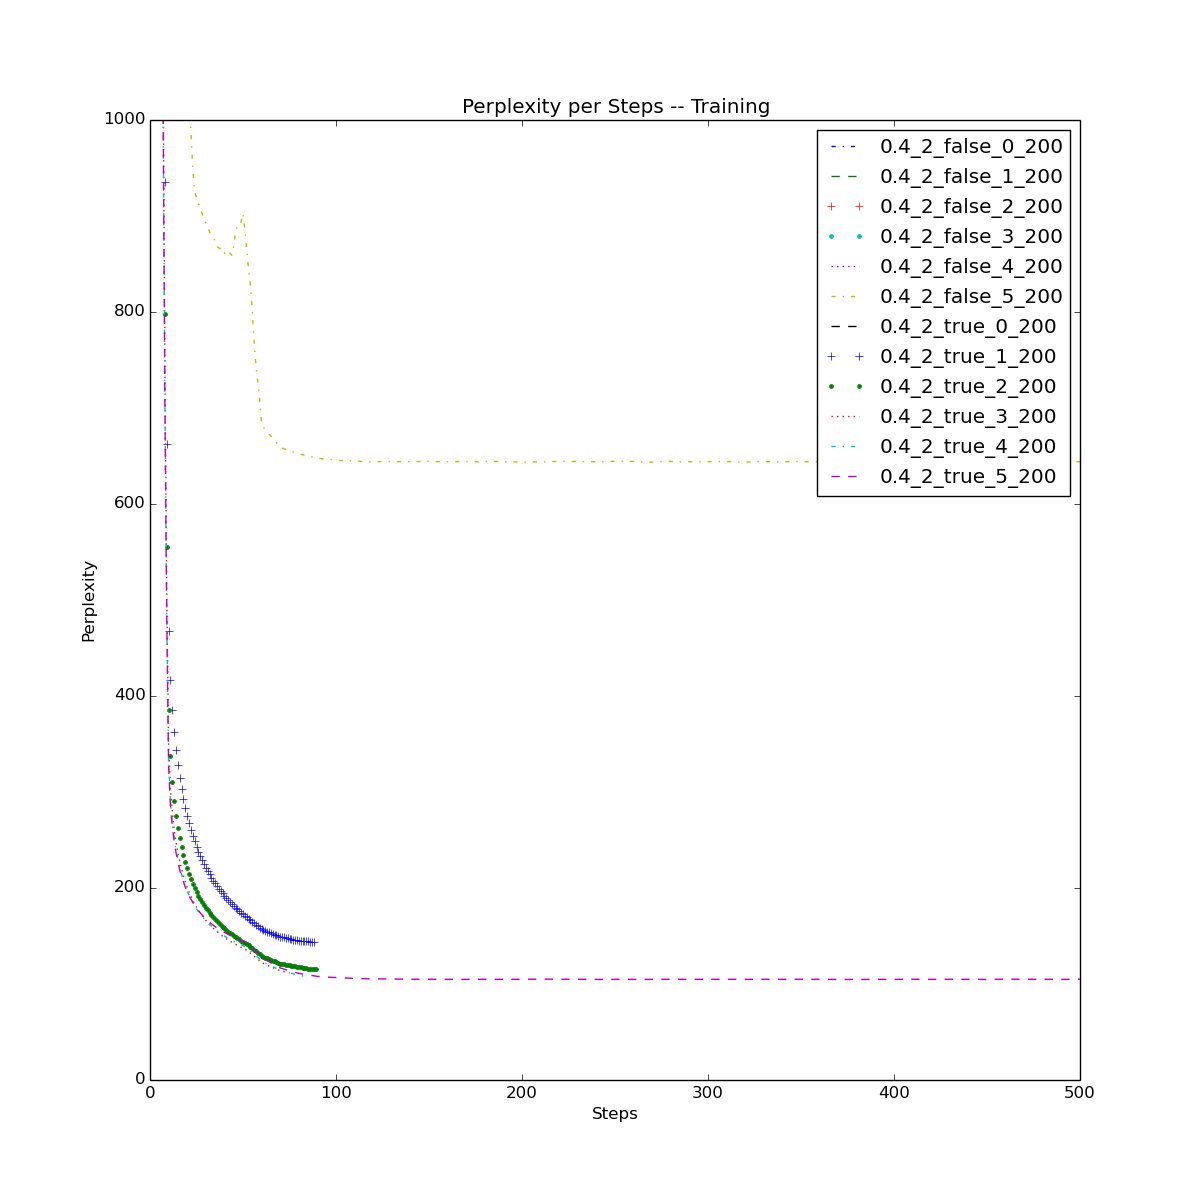 Perplexity per Steps -- Training
1000
800
600
400
200
0
Perplexity
0 100 200 300 400 500
Steps
0.4_2_false_0_200
0.4_2_false_1_200
0.4_2_false_2_200
0.4_2_false_3_200
0.4_2_false_4_200
0.4_2_false_5_200
0.4_2_true_0_200
0.4_2_true_1_200
0.4_2_true_2_200
0.4_2_true_3_200
0.4_2_true_4_200
0.4_2_true_5_200